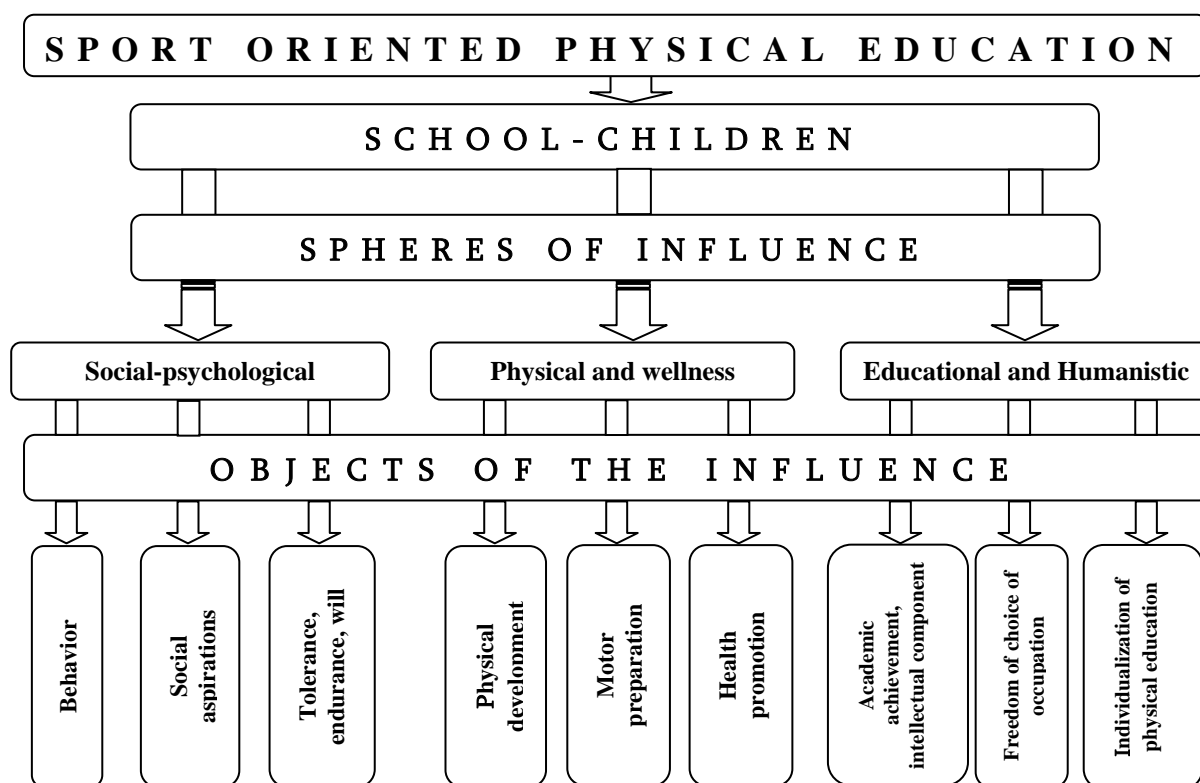 SPORT ORIENTED PHYSICAL EDUCATION
SCHOOL-CHILDREN
SPHERES OF INFLUENCE
Social-psychological
Physical and wellness
Educational and Humanistic
OBJECTS OF THE INFLUENCE
Behavior
Social
aspirations
Tolerance,
endurance, will
Physical
development
Motor
preparation
Health
promotion
Academic
achievement,
intellectual component
Freedom of choice of
occupation
Individualization of
physical education